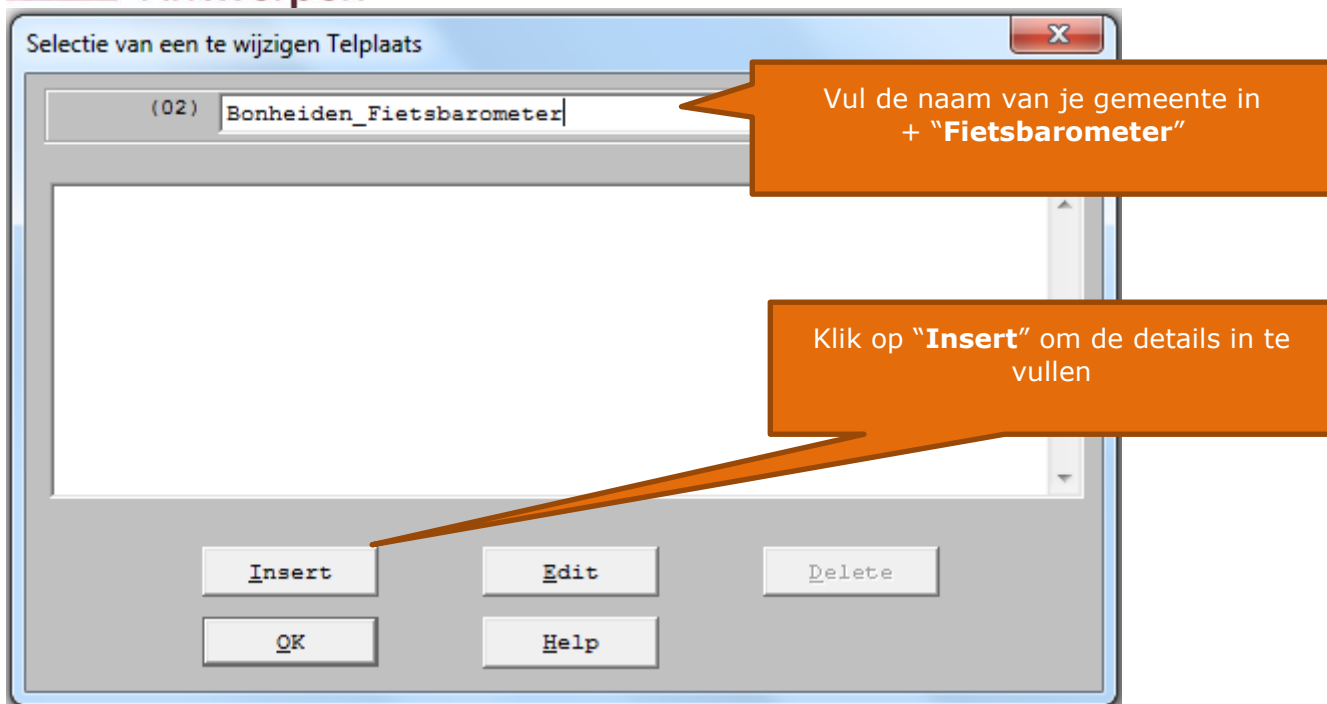 Selectie van een te wijzigen Telplaats
(02) Bonheiden_Fietsbarometer
Vul de naam van je gemeente in
+ “Fietsbarometer”
Klik op “Insert” om de details in te
vullen
Insert Edit Delete
OK Help